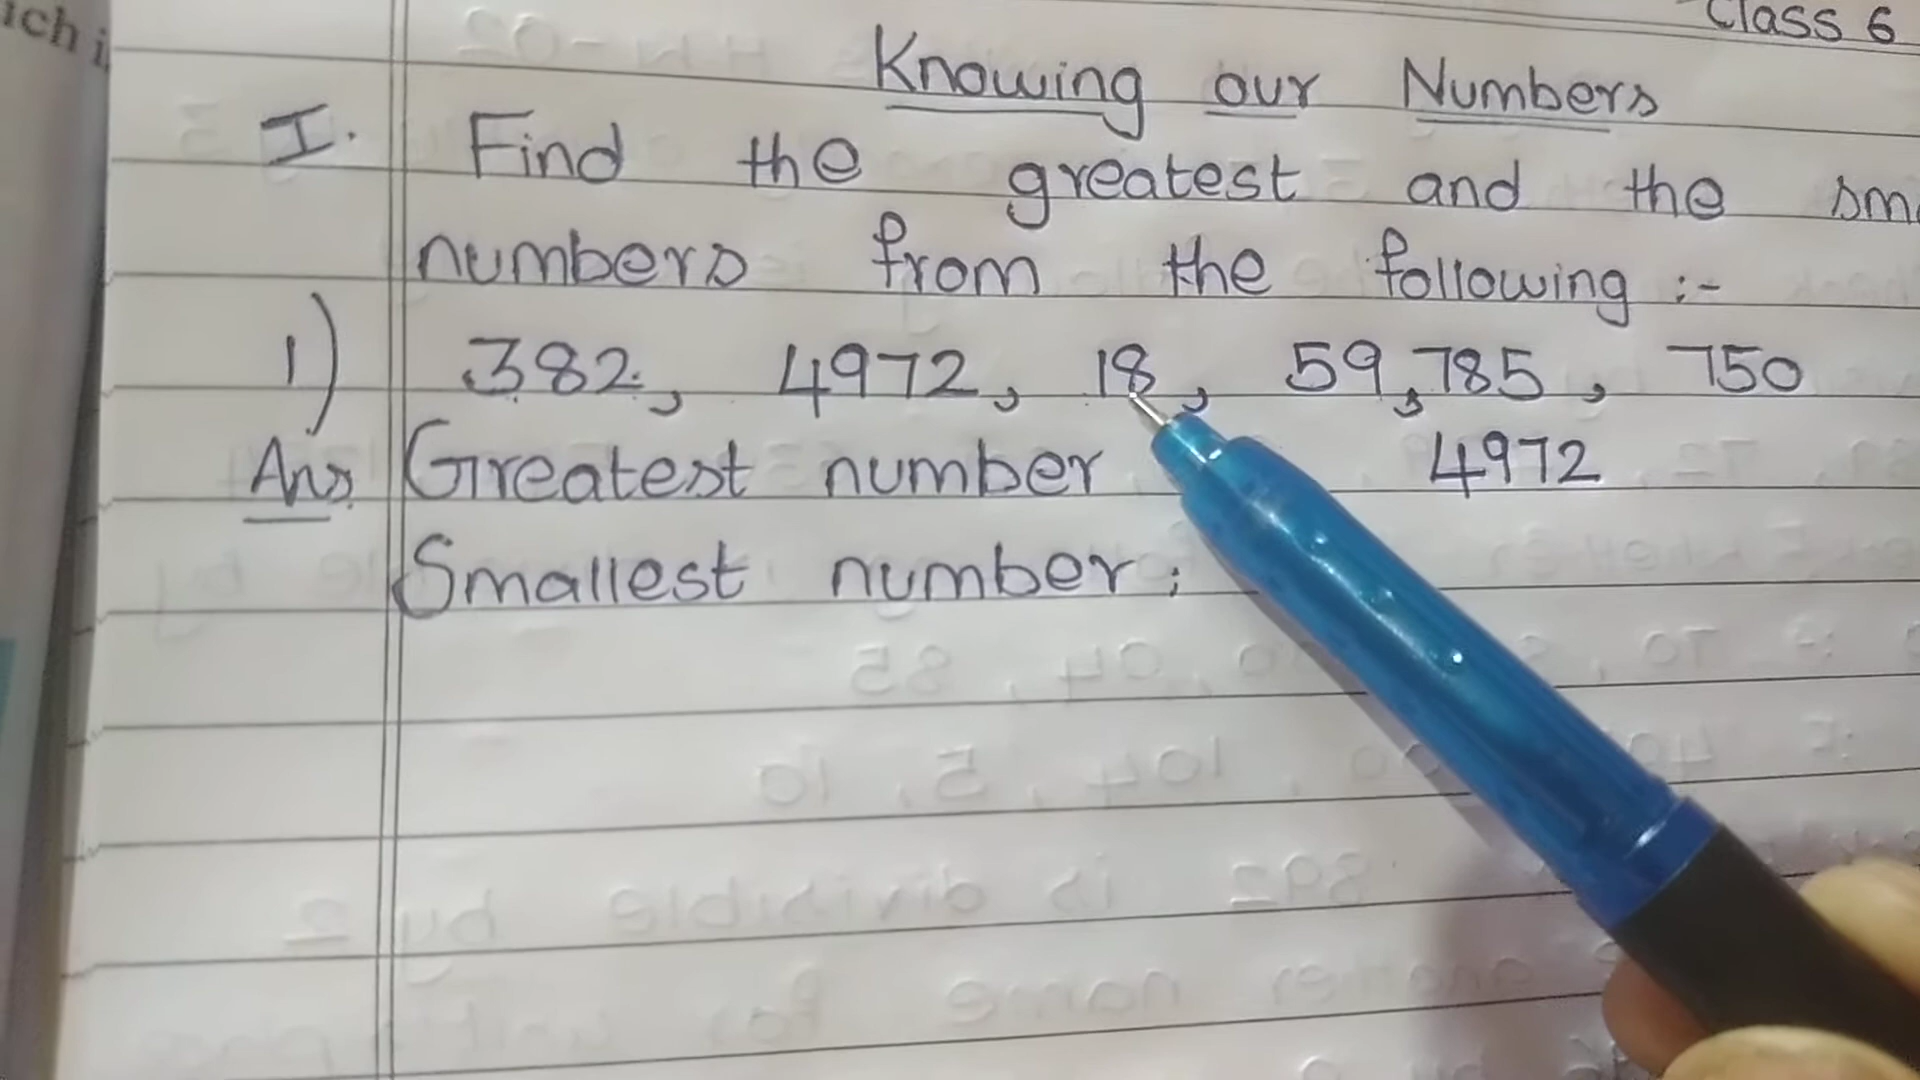 Class 6
Knowing our Numbers
I. Find the greatest and the
numbers from the following :-
1) 382, 4972, 18, 59,785, 750
Ans. Greatest number 4972
Smallest number :